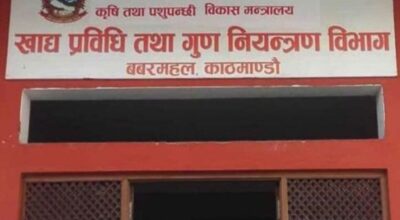 कृषि तथा पशुपन्छी विकास मन्त्रालय
खाद्य प्रविधि तथा गुण नियन्त्रण विभाग
बबरमहल, काठमाण्डौ